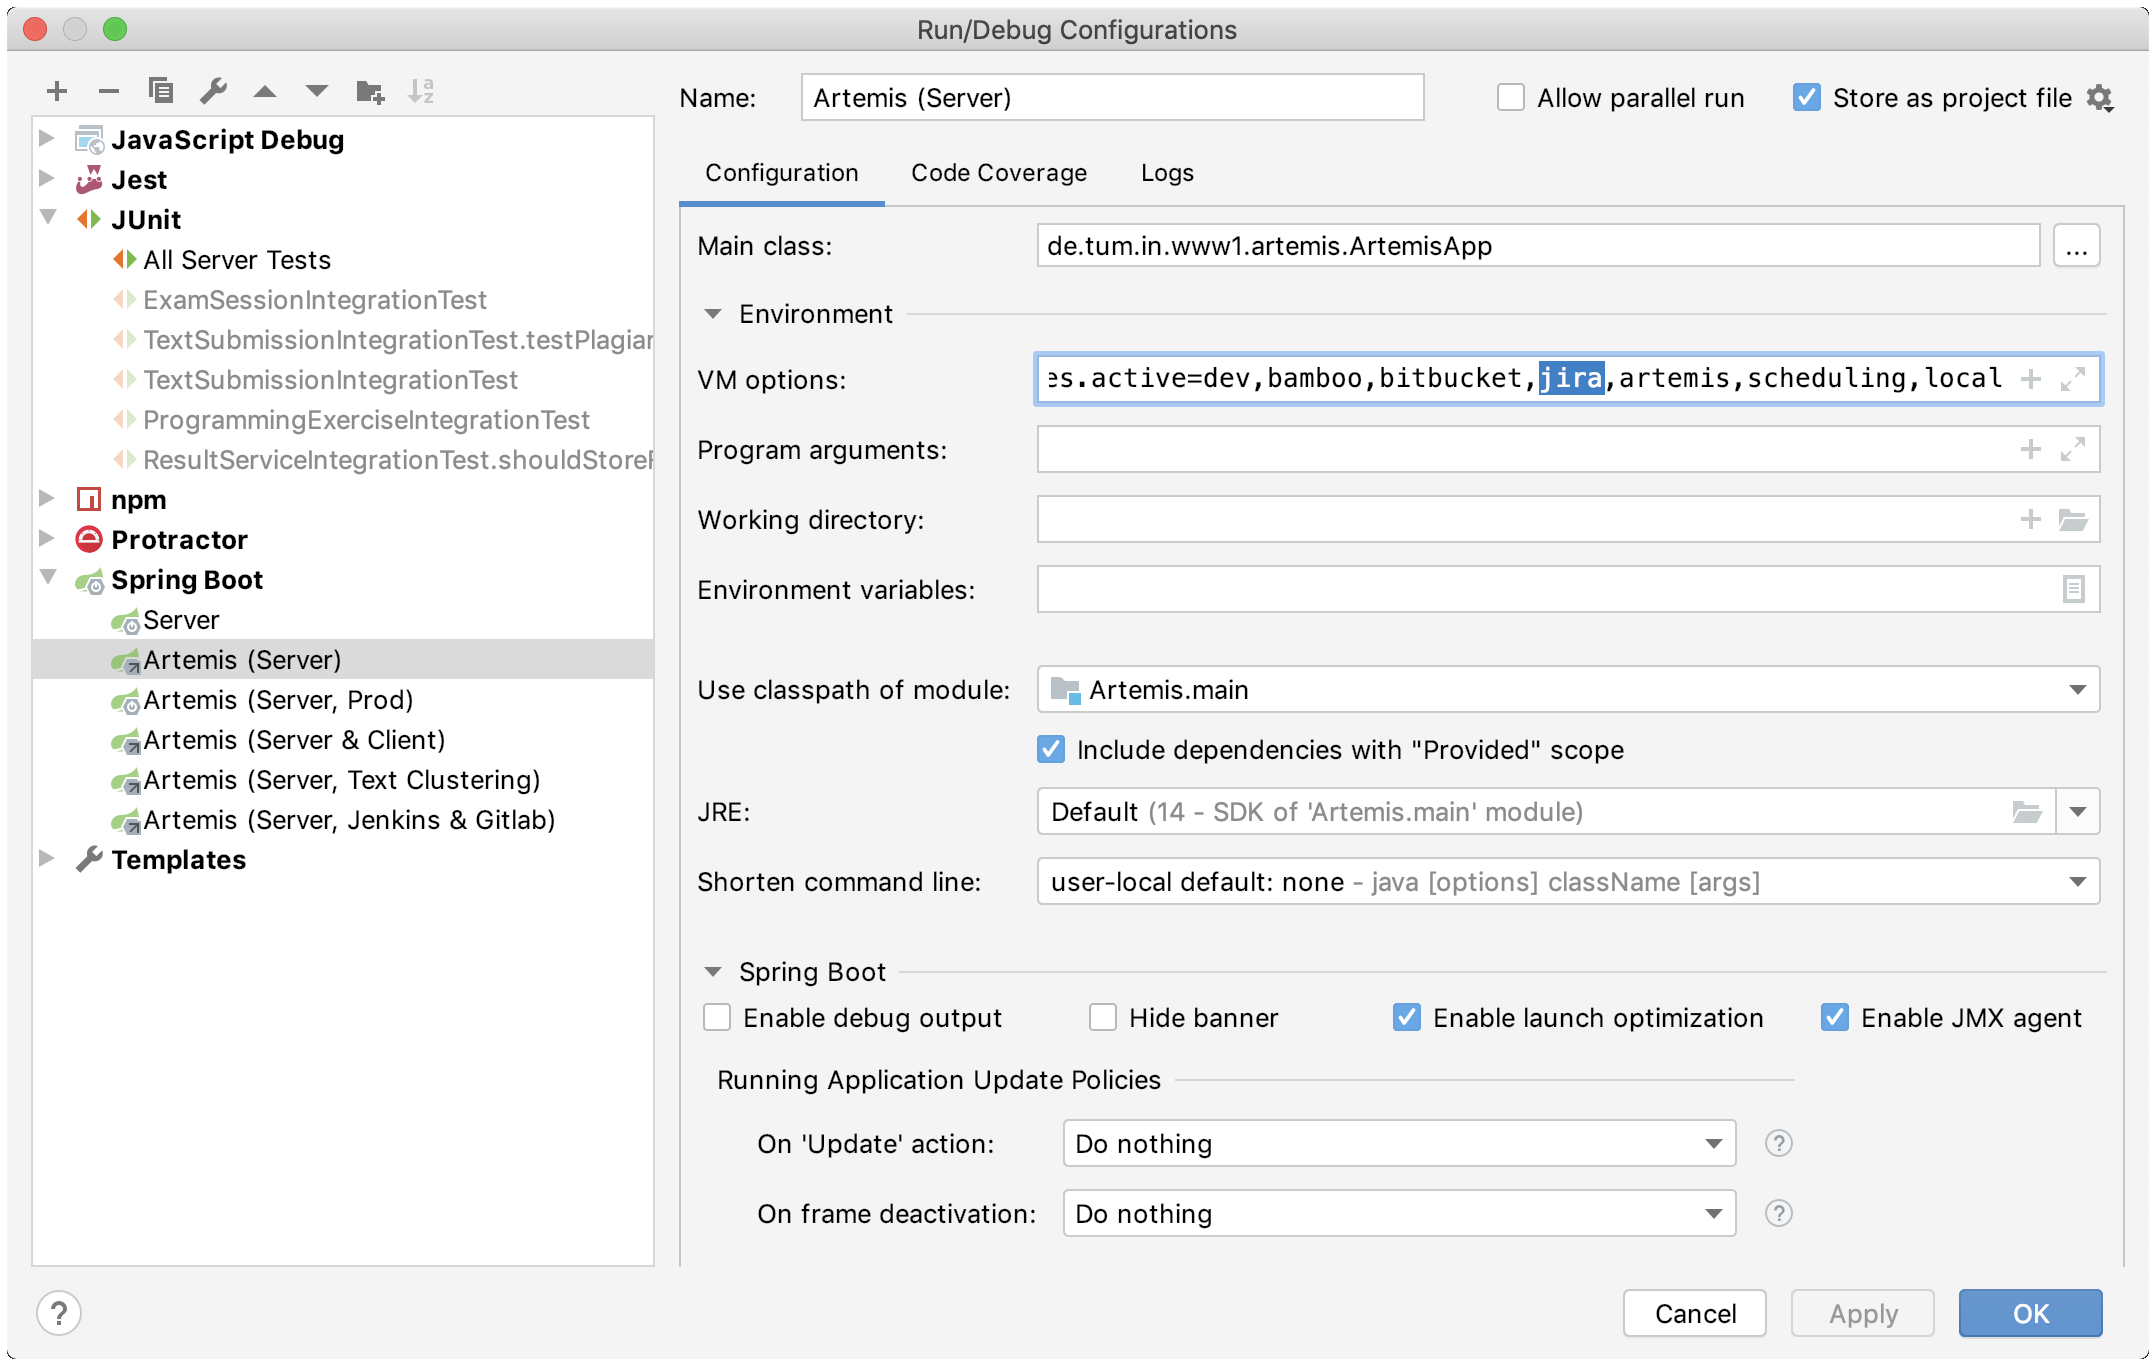 Run/Debug Configurations
JavaScript Debug
Jest
JUnit
All Server Tests
ExamSessionIntegrationTest
TextSubmissionIntegrationTest.testPlagiar
TextSubmissionIntegrationTest
ProgrammingExerciseIntegrationTest
ResultServiceIntegrationTest.shouldStore
npm
Protractor
Spring Boot
Server
Artemis (Server)
Artemis (Server, Prod)
Artemis (Server & Client)
Artemis (Server, Text Clustering)
Artemis (Server, Jenkins & Gitlab)
Templates
Name: Artemis (Server)
Allow parallel run
Store as project file
Configuration Code Coverage Logs
Main class: de.tum.in.www1.artemis.ArtemisApp ...
Environment
VM options: es.active=dev,bamboo,bitbucket,jira,artemis,scheduling,local
Program arguments:
Working directory:
Environment variables:
Use classpath of module: Artemis.main
Include dependencies with "Provided" scope
JRE: Default (14 - SDK of 'Artemis.main' module)
Shorten command line: user-local default: none - java [options] className [args]
Spring Boot
Enable debug output Hide banner Enable launch optimization Enable JMX agent
Running Application Update Policies
On 'Update' action: Do nothing ?
On frame deactivation: Do nothing ?
? Cancel Apply OK